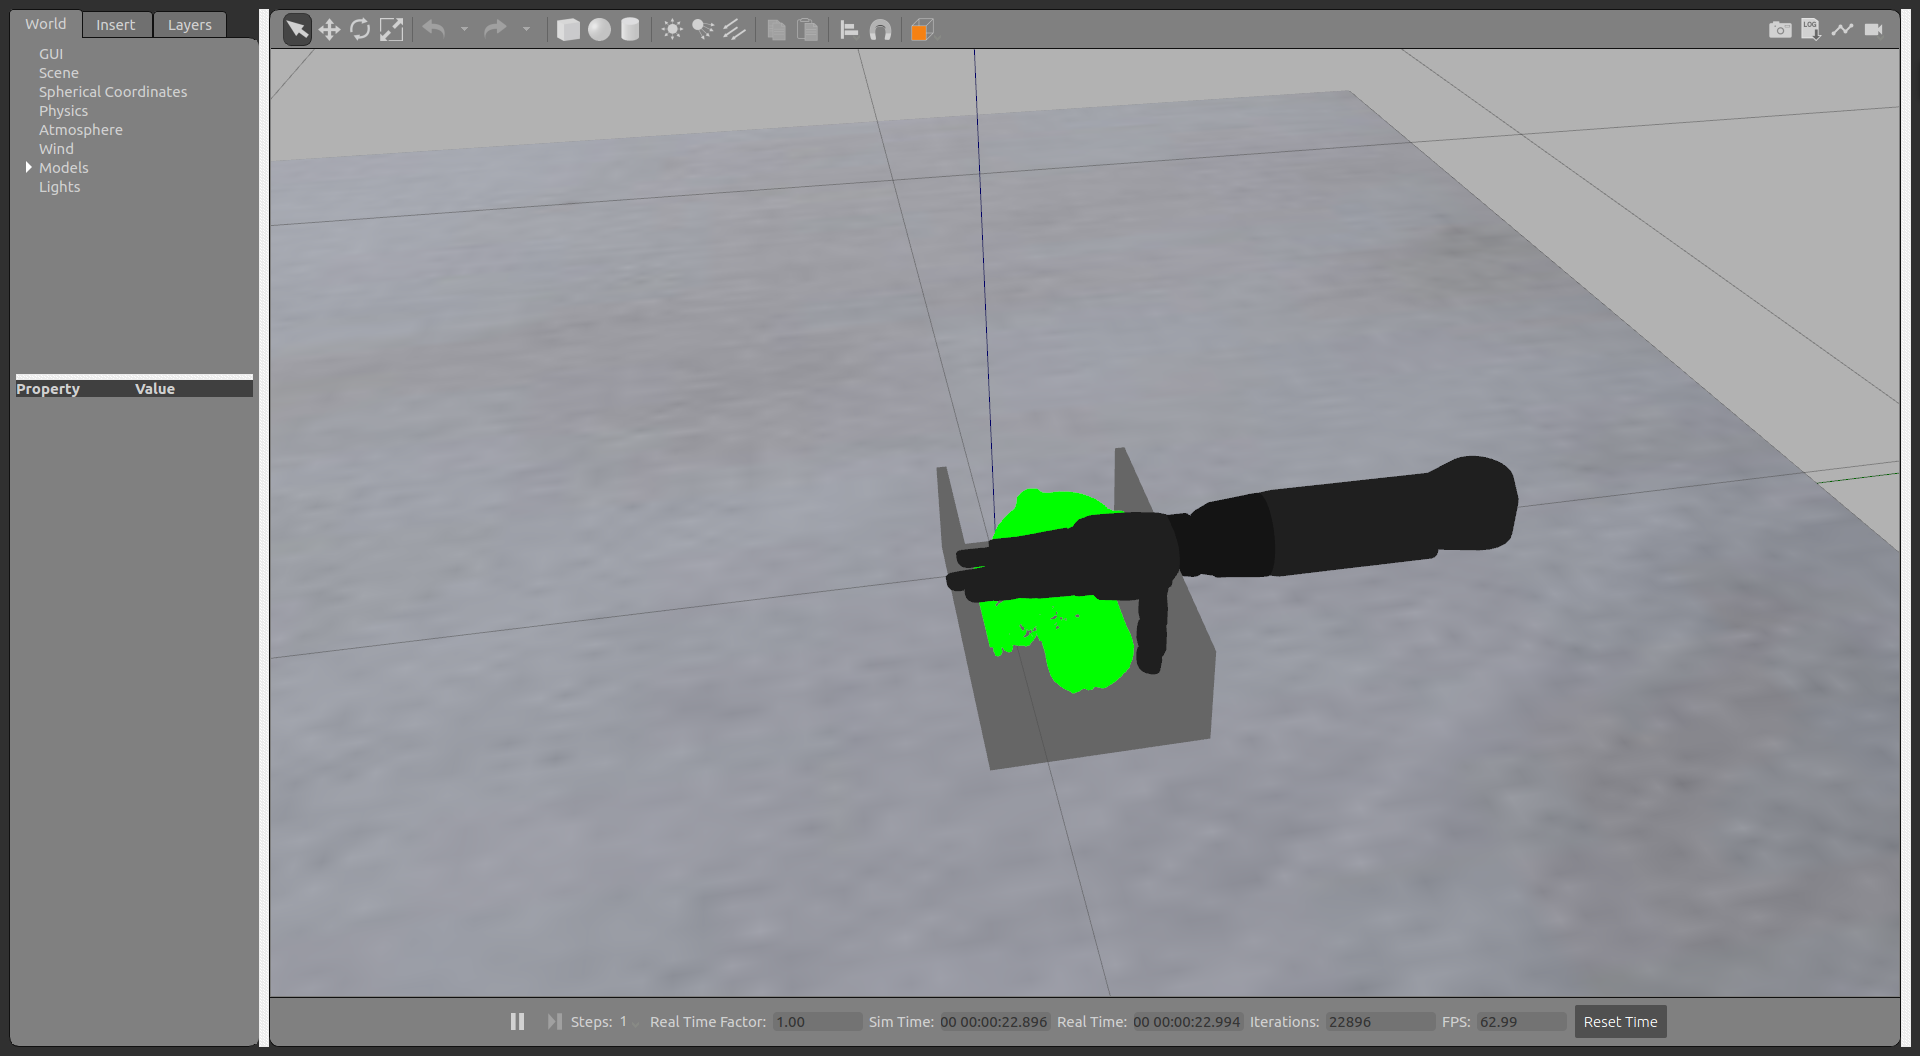 World Insert Layers
GUI
Scene
Spherical Coordinates
Physics
Atmosphere
Wind
Models
Lights
Property Value
LOG
Steps: 1 Real Time Factor: 1.00 Sim Time: 00 00:00:22.896 Real Time: 00 00:00:22.994 Iterations: 22896 FPS: 62.99 Reset Time